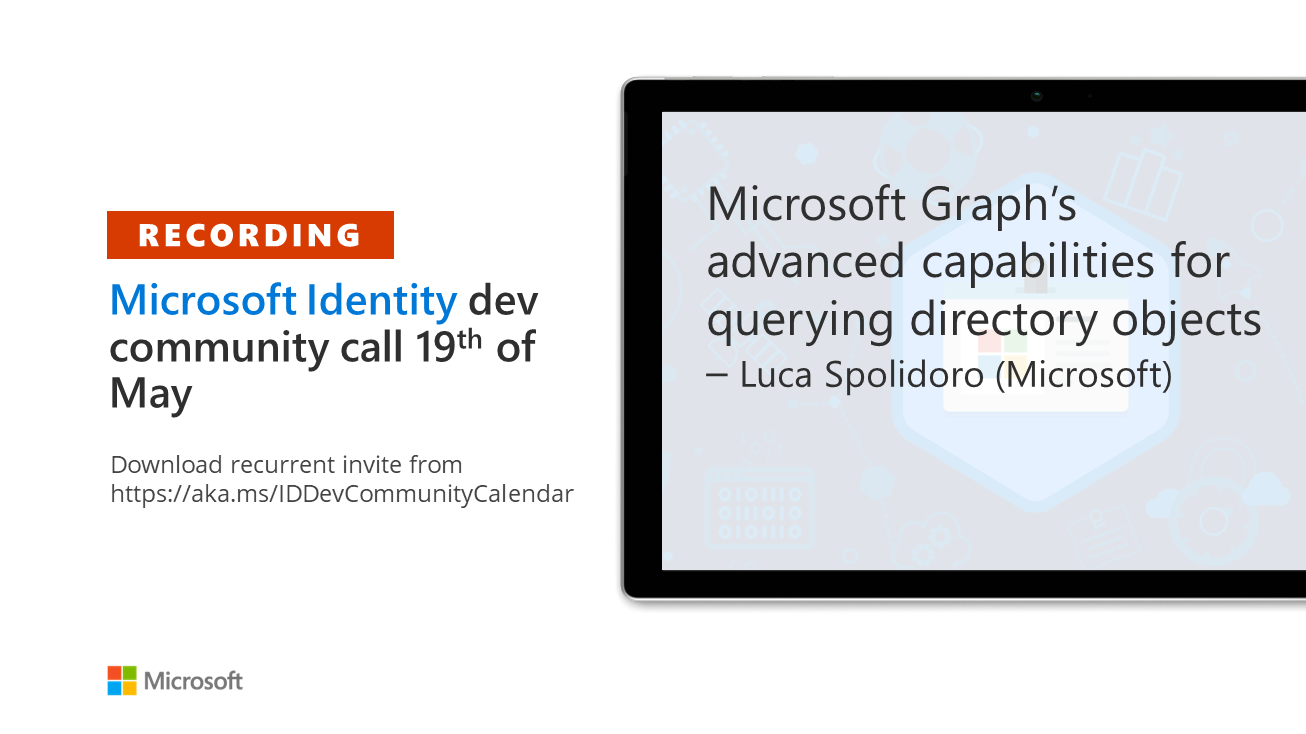 RECORDING
Microsoft Identity dev
community call 19th of
May
Download recurrent invite from
https://aka.ms/IDDevCommunityCalendar
Microsoft
Microsoft Graph’s
advanced capabilities for
querying directory objects
– Luca Spolidoro (Microsoft)